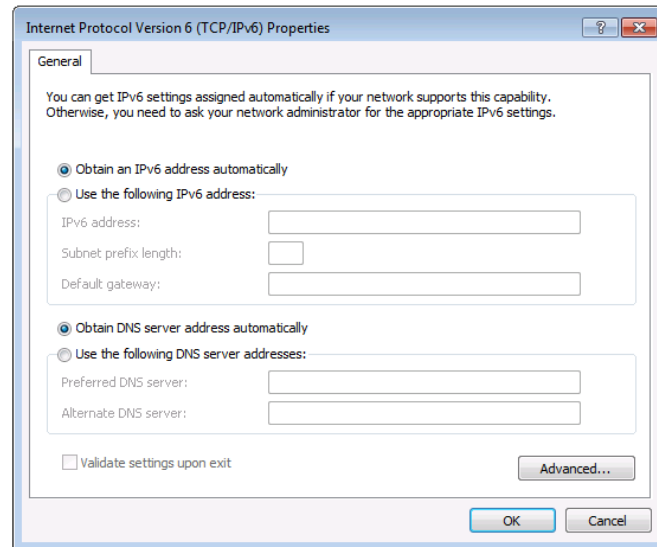 Internet Protocol Version 6 (TCP/IPv6) Properties
General
You can get IPv6 settings assigned automatically if your network supports this capability.
Otherwise, you need to ask your network administrator for the appropriate IPv6 settings.
Obtain an IPv6 address automatically
Use the following IPv6 address:
IPv6 address:
Subnet prefix length:
Default gateway:
Obtain DNS server address automatically
Use the following DNS server addresses:
Preferred DNS server:
Alternate DNS server:
Validate settings upon exit
Advanced...
OK
Cancel